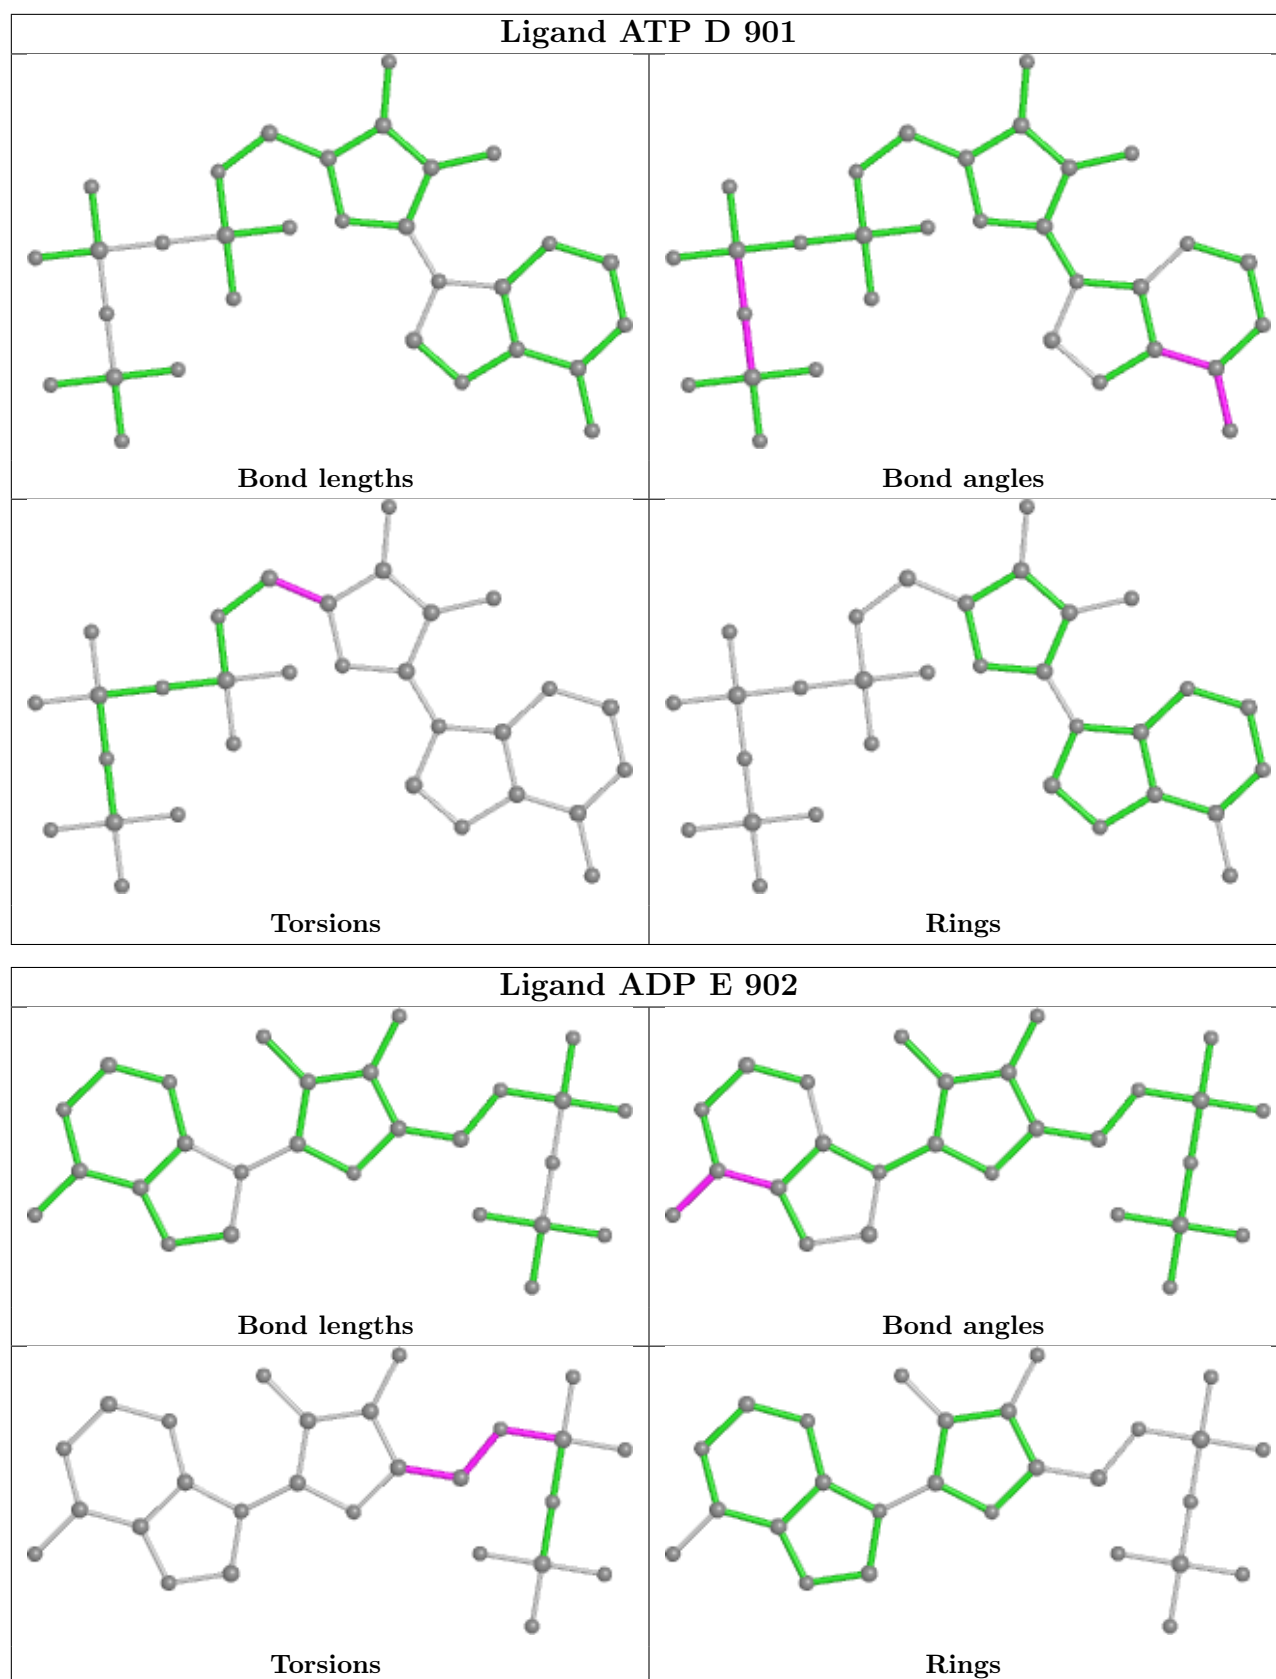 Ligand ATP D 901
Bond lengths
Bond angles
Torsions
Rings
Ligand ADP E 902
Bond lengths
Bond angles
Torsions
Rings